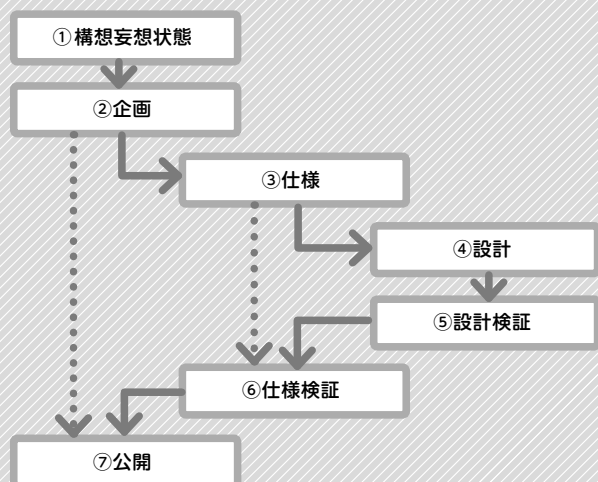 ①構想妄想状態
②企画
③仕様
④設計
⑤設計検証
⑥仕様検証
⑦公開